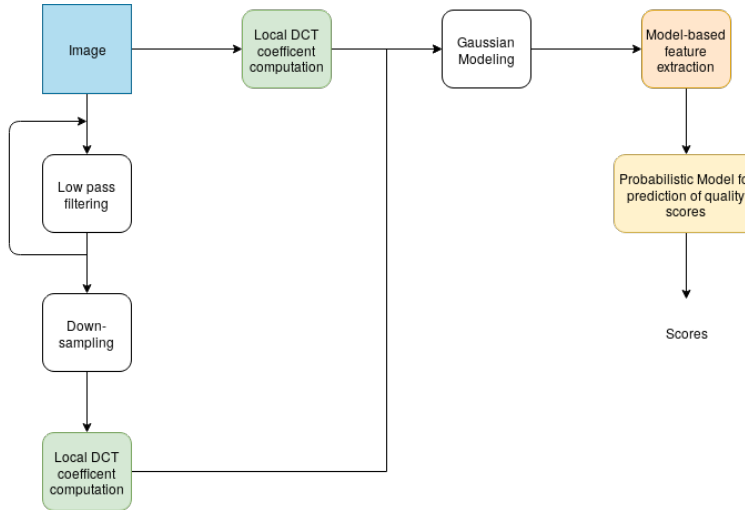 Image
Local DCT
coefficent
computation
Gaussian
Modeling
Model-based
feature
extraction
Low pass
filtering
Probabilistic Model fo
prediction of quality
scores
Down-
sampling
Scores
Local DCT
coefficent
computation